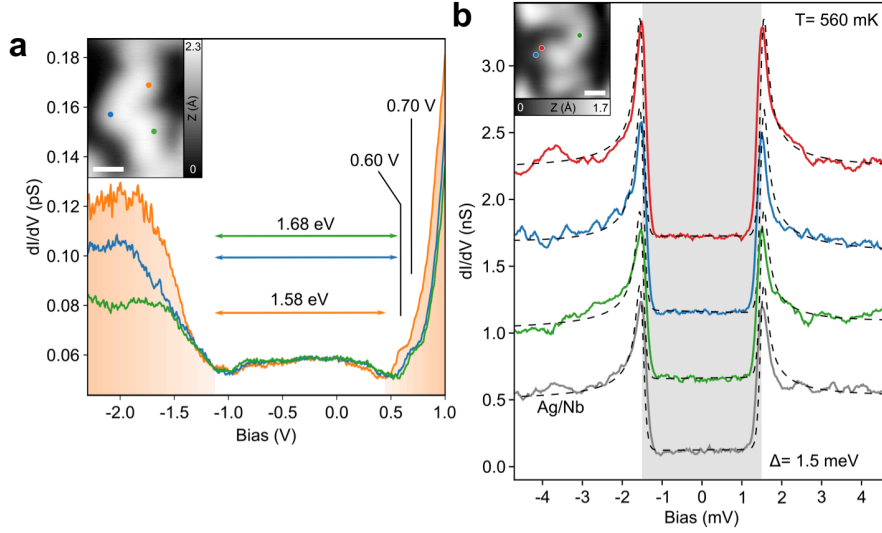 a
0.18
0.16
0.14
0.12
0.10
0.08
0.06
dI/dV (pS)
-2.0
-1.5
-1.0
-0.5
0.0
0.5
1.0
Bias (V)
2.3
Z (Å)
0
0.70 V
0.60 V
1.68 eV
1.58 eV
b
T= 560 mK
0 Z (Å) 1.7
3.0
2.5
2.0
1.5
1.0
0.5
0.0
dI/dV (nS)
Ag/Nb
Δ= 1.5 meV
-4 -3 -2 -1 0 1 2 3 4
Bias (mV)